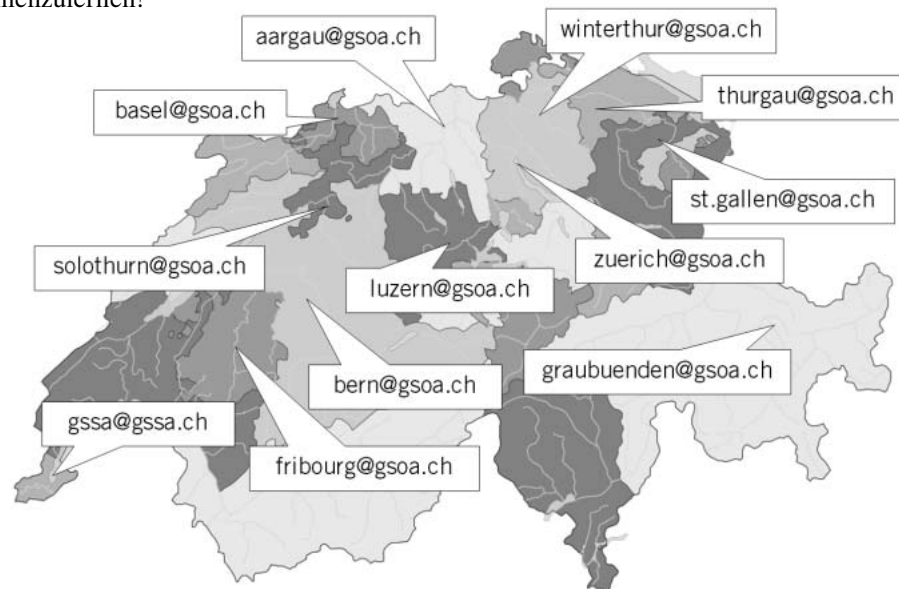 aargau@gsoa.ch
winterthur@gsoa.ch
basel@gsoa.ch
thurgau@gsoa.ch
st.gallen@gsoa.ch
solothurn@gsoa.ch
zuerich@gsoa.ch
luzern@gsoa.ch
bern@gsoa.ch
graubuenden@gsoa.ch
gssa@gssa.ch
fribourg@gsoa.ch